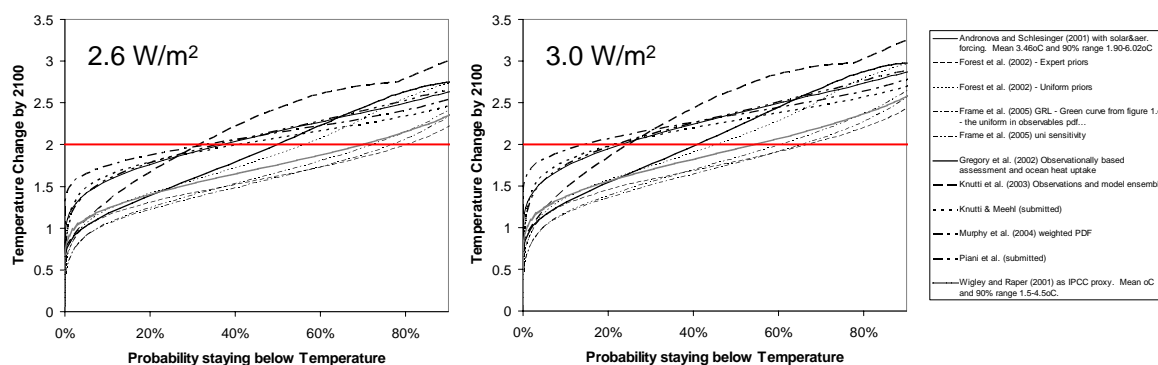 2.6 W/m²
Temperature Change by 2100
3.5
3
2.5
2
1.5
1
0.5
0
0%
20%
40%
60%
80%
Probability staying below Temperature
3.0 W/m²
Temperature Change by 2100
3.5
3
2.5
2
1.5
1
0.5
0
0%
20%
40%
60%
80%
Probability staying below Temperature
Andronova and Schlesinger (2001) with solar&aer.
forcing. Mean 3.46oC and 90% range 1.90-6.02oC
Forest et al. (2002) - Expert priors
Forest et al. (2002) - Uniform priors
Frame et al. (2005) GRL - Green curve from figure 1.
- the uniform in observables pdf...
Frame et al. (2005) uni sensitivity
Gregory et al. (2002) Observationally based
assessment and ocean heat uptake
Knutti et al. (2003) Observations and model ensemb
Knutti & Meehl (submitted)
Murphy et al. (2004) weighted PDF
Piani et al. (submitted)
Wigley and Raper (2001) as IPCC proxy. Mean oC
and 90% range 1.5-4.5oC.